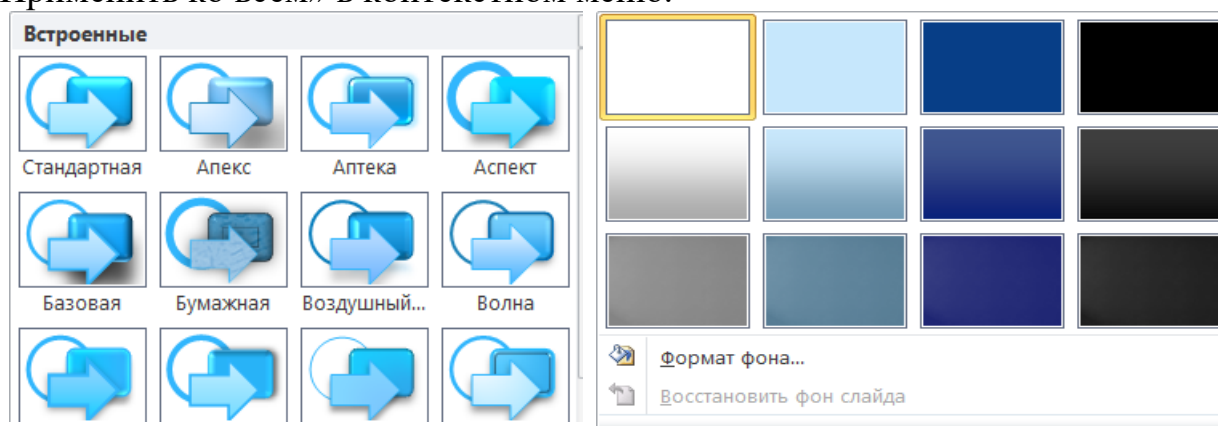 Применить ко всем» в контекстном меню.
Встроенные
Стандартная Апекс Аптека Аспект
Базовая Бумажная Воздушный... Волна
Формат фона...
Восстановить фон слайда